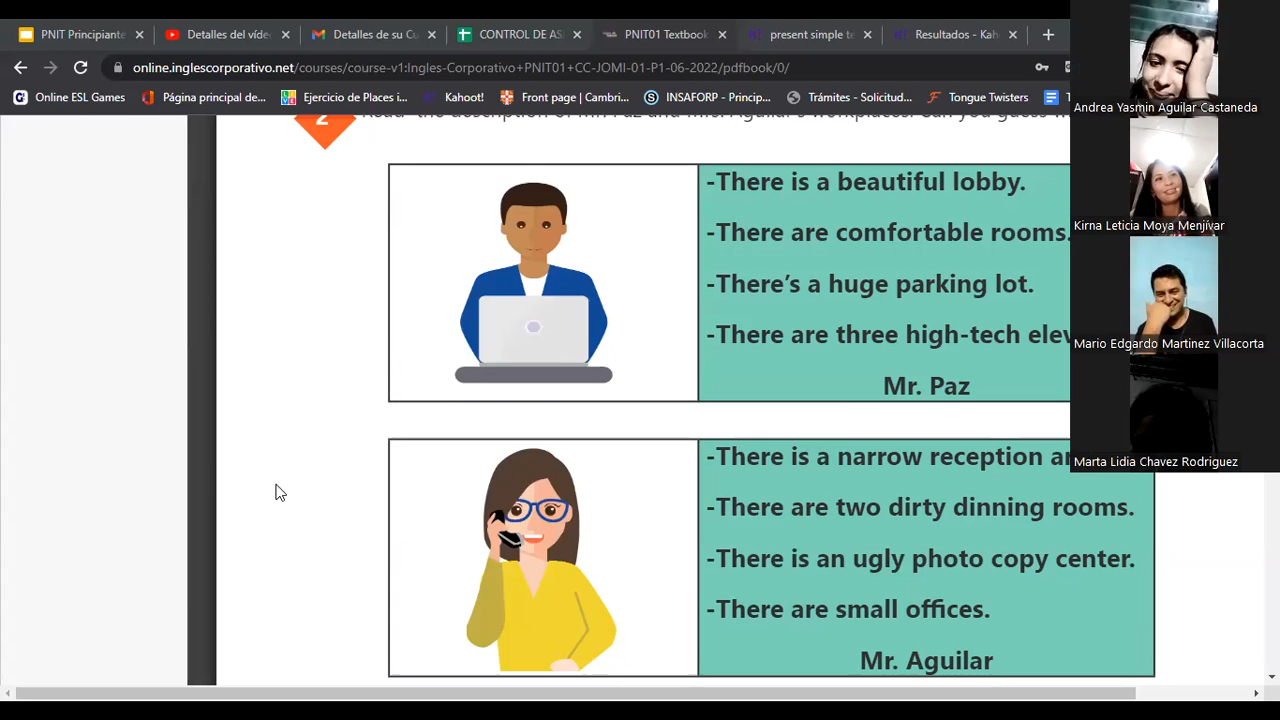 PNIT Principiante
Detalles del víde
Detalles de su Cu
CONTROL DE ASI
PNIT01 Textbook
present simple te
Resultados - Kah
online.inglescorporativo.net/courses/course-v1:Ingles-Corporativo+PNIT01+CC-JOMI-01-P1-06-2022/pdfbook/0/
Online ESL Games
Página principal de...
Ejercicio de Places i...
Kahoot!
Front page | Cambri...
INSAFORP - Princip...
Trámites - Solicitud...
Tongue Twisters
2
-There is a beautiful lobby.
-There are comfortable rooms.
-There's a huge parking lot.
-There are three high-tech elev
Mr. Paz
-There is a narrow reception ar
-There are two dirty dinning rooms.
-There is an ugly photo copy center.
-There are small offices.
Mr. Aguilar
Andrea Yasmin Aguilar Castaneda
Kirna Leticia Moya Menjívar
Mario Edgardo Martinez Villacorta
Marta Lidia Chavez Rodriguez